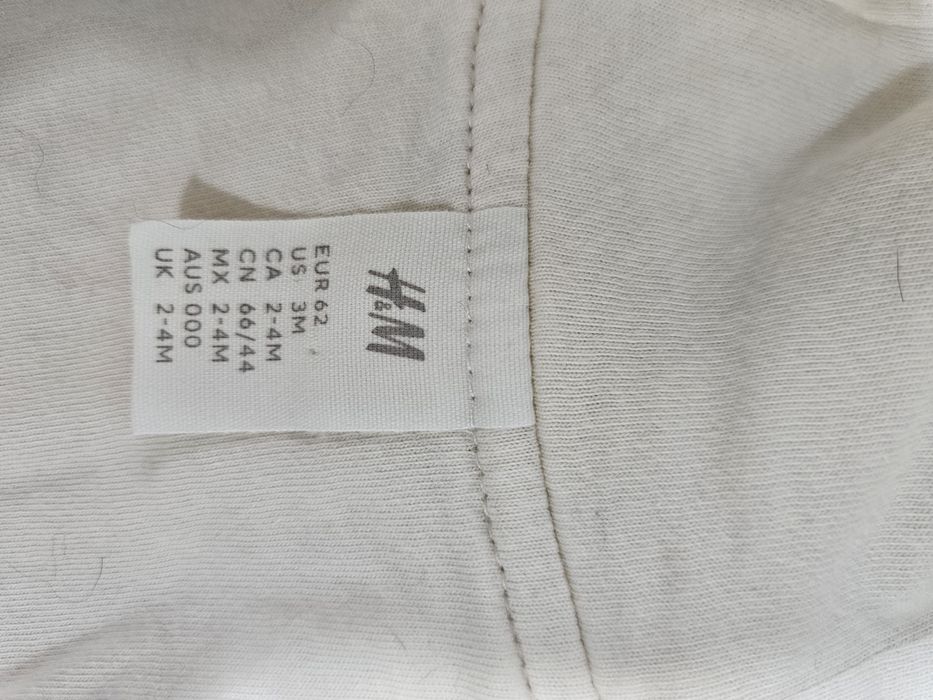 H&M
EUR 62
US 3M
CA 2-4M
CN 66/44
MX 2-4M
AUS 000
UK 2-4M